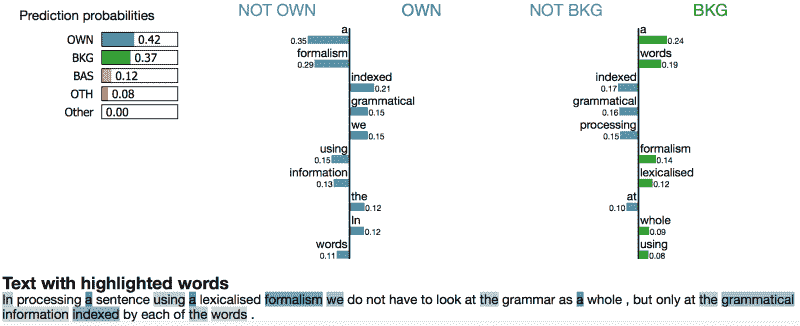 NOT OWN OWN NOT BKG BKG
Prediction probabilities
OWN 0.42
BKG 0.37
BAS 0.12
OTH 0.08
Other 0.00
a
0.35
formalism
0.29
indexed
0.21
grammatical
0.15
we
0.15
using
0.15
information
0.13
the
0.12
In
0.12
words
0.11
a
0.24
words
0.19
indexed
0.17
grammatical
0.16
processing
0.15
formalism
0.14
lexicalised
0.12
at
0.10
whole
0.09
using
0.08
Text with highlighted words
In processing a sentence using a lexicalised formalism we do not have to look at the grammar as a whole , but only at the grammatical
information indexed by each of the words .